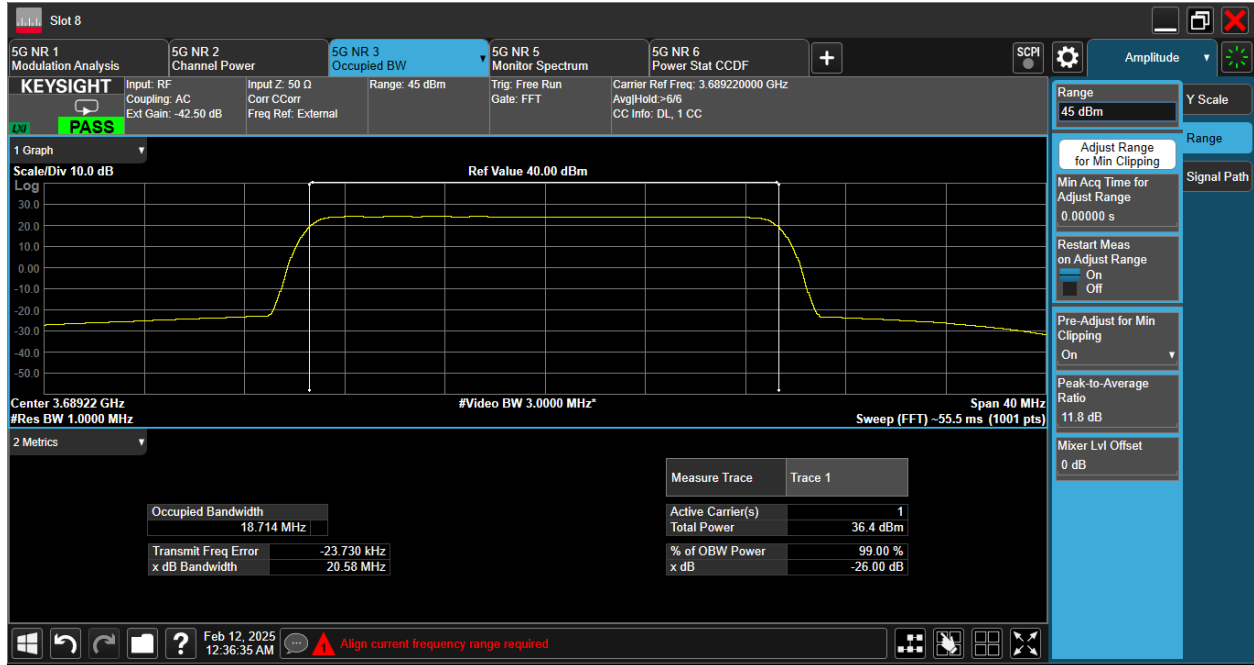 Slot 8
5G NR 1
Modulation Analysis
5G NR 2
Channel Power
5G NR 3
Occupied BW
5G NR 5
Monitor Spectrum
5G NR 6
Power Stat CCDF
SCPI
Amplitude
KEYSIGHT
LXI
PASS
Input: RF
Coupling: AC
Ext Gain: -42.50 dB
Input Z: 50 Ω
Corr CCorr
Freq Ref: External
Range: 45 dBm
Trig: Free Run
Gate: FFT
Carrier Ref Freq: 3.689220000 GHz
Avg|Hold:>6/6
CC Info: DL, 1 CC
1 Graph
Scale/Div 10.0 dB
Ref Value 40.00 dBm
Log
30.0
20.0
10.0
0.00
-10.0
-20.0
-30.0
-40.0
-50.0
Center 3.68922 GHz
#Video BW 3.0000 MHz*
Span 40 MHz
#Res BW 1.0000 MHz
Sweep (FFT) ~55.5 ms (1001 pts)
2 Metrics
Measure Trace Trace 1
Occupied Bandwidth
18.714 MHz
Active Carrier(s) 1
Total Power 36.4 dBm
Transmit Freq Error -23.730 kHz
x dB Bandwidth 20.58 MHz
% of OBW Power 99.00 %
x dB -26.00 dB
Range
45 dBm
Adjust Range
for Min Clipping
Min Acq Time for
Adjust Range
0.00000 s
Restart Meas
on Adjust Range
On
Off
Pre-Adjust for Min
Clipping
On
Peak-to-Average
Ratio
11.8 dB
Mixer Lvl Offset
0 dB
Y Scale
Range
Signal Path
?
Feb 12, 2025
12:36:35 AM
1
Align current frequency range required